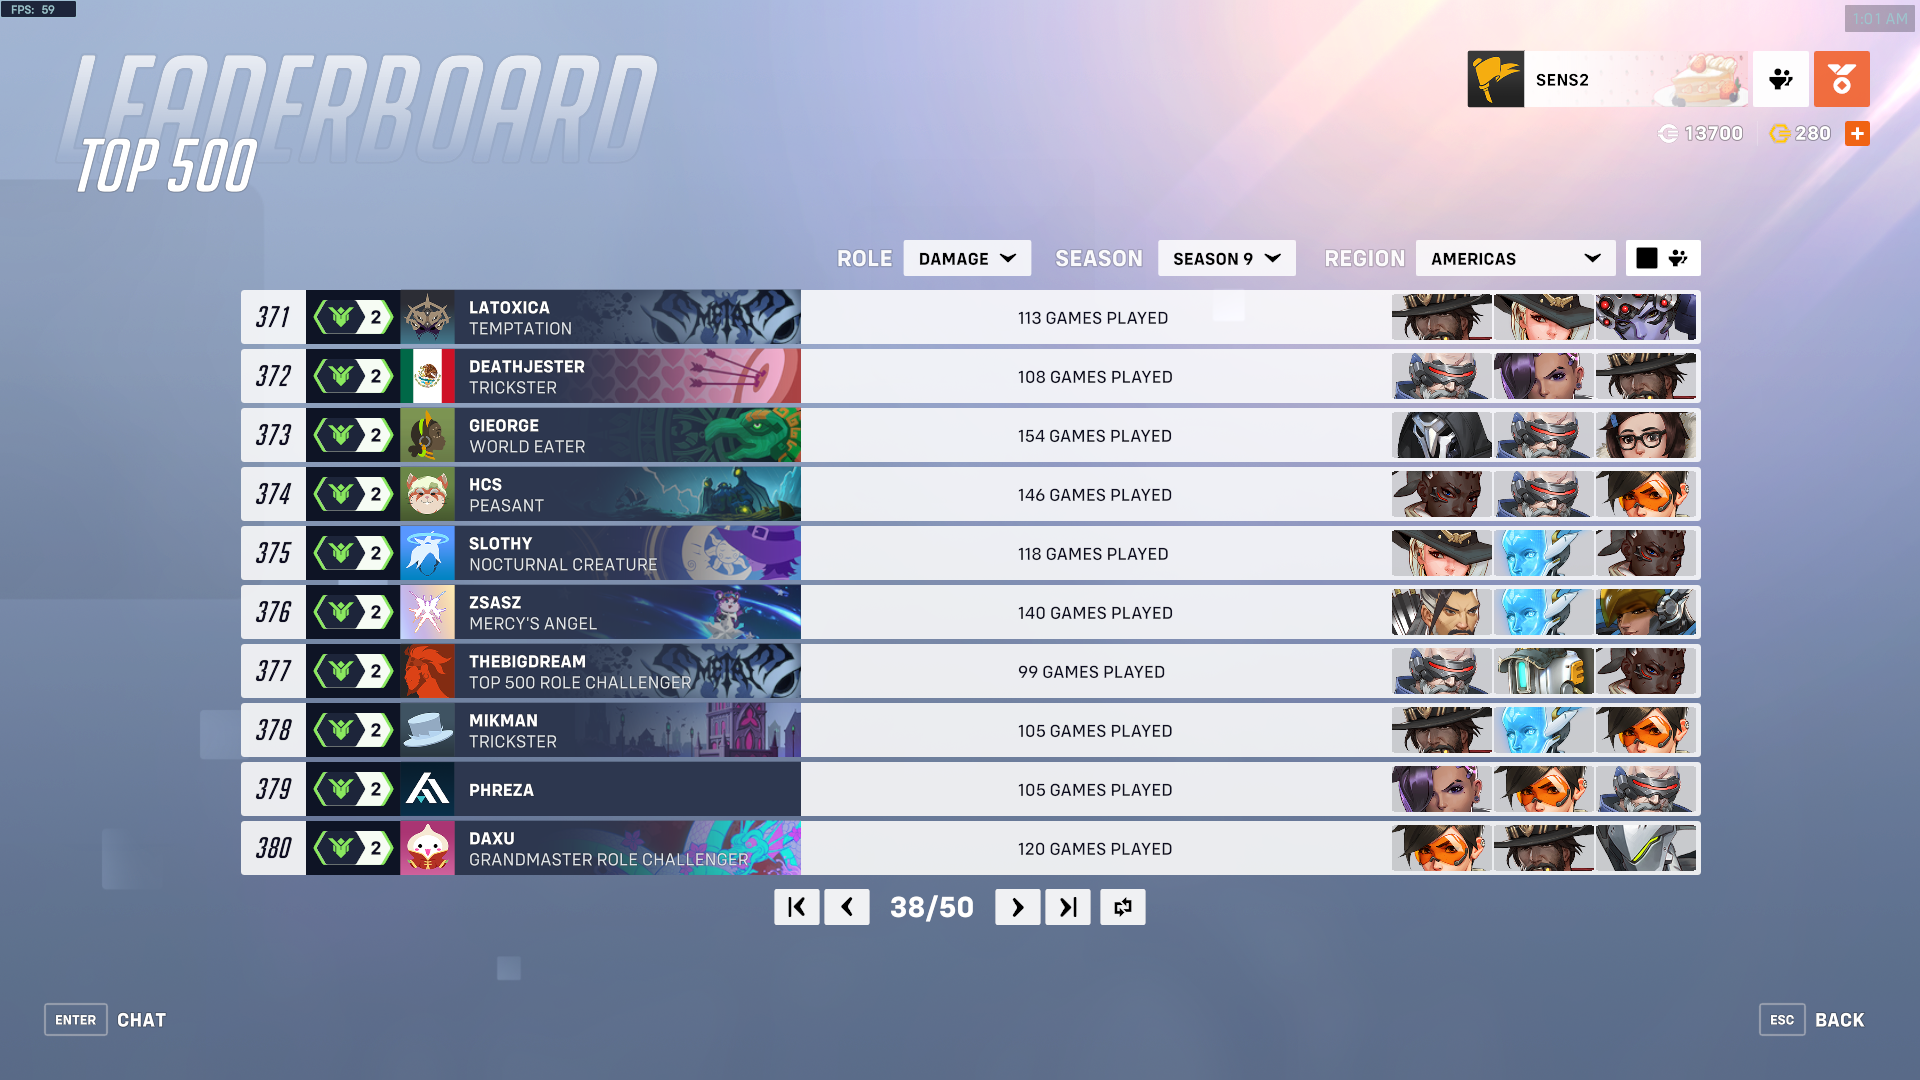 FPS: 59
1:01 AM
LEADERBOARD
TOP 500
SENS2
13700
280
ROLE DAMAGE SEASON SEASON 9 REGION AMERICAS
371 2 LATOXICA TEMPTATION 113 GAMES PLAYED
372 2 DEATHJESTER TRICKSTER 108 GAMES PLAYED
373 2 GIEORGE WORLD EATER 154 GAMES PLAYED
374 2 HCS PEASANT 146 GAMES PLAYED
375 2 SLOTHY NOCTURNAL CREATURE 118 GAMES PLAYED
376 2 ZSASZ MERCY'S ANGEL 140 GAMES PLAYED
377 2 THEBIGDREAM TOP 500 ROLE CHALLENGER 99 GAMES PLAYED
378 2 MIKMAN TRICKSTER 105 GAMES PLAYED
379 2 PHREZA 105 GAMES PLAYED
380 2 DAXU GRANDMASTER ROLE CHALLENGER 120 GAMES PLAYED
38/50
ENTER CHAT
ESC BACK